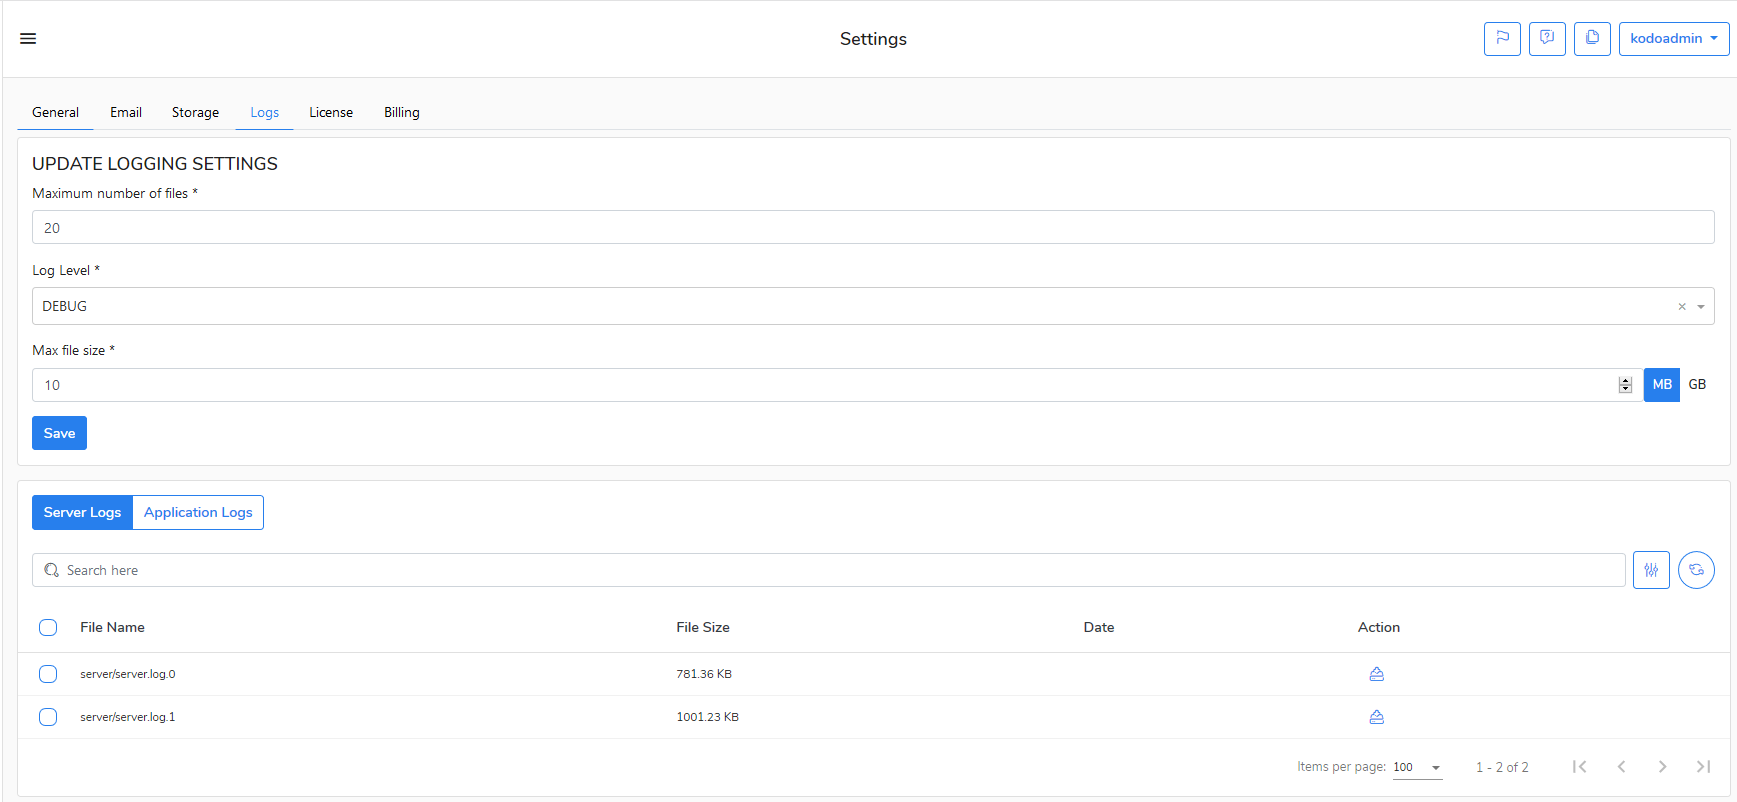 Settings
kodoadmin
General Email Storage Logs License Billing
UPDATE LOGGING SETTINGS
Maximum number of files *
20
Log Level *
DEBUG
Max file size *
10 MB GB
Save
Server Logs Application Logs
Search here
File Name File Size Date Action
server/server.log.0 781.36 KB
server/server.log.1 1001.23 KB
Items per page: 100 1 - 2 of 2